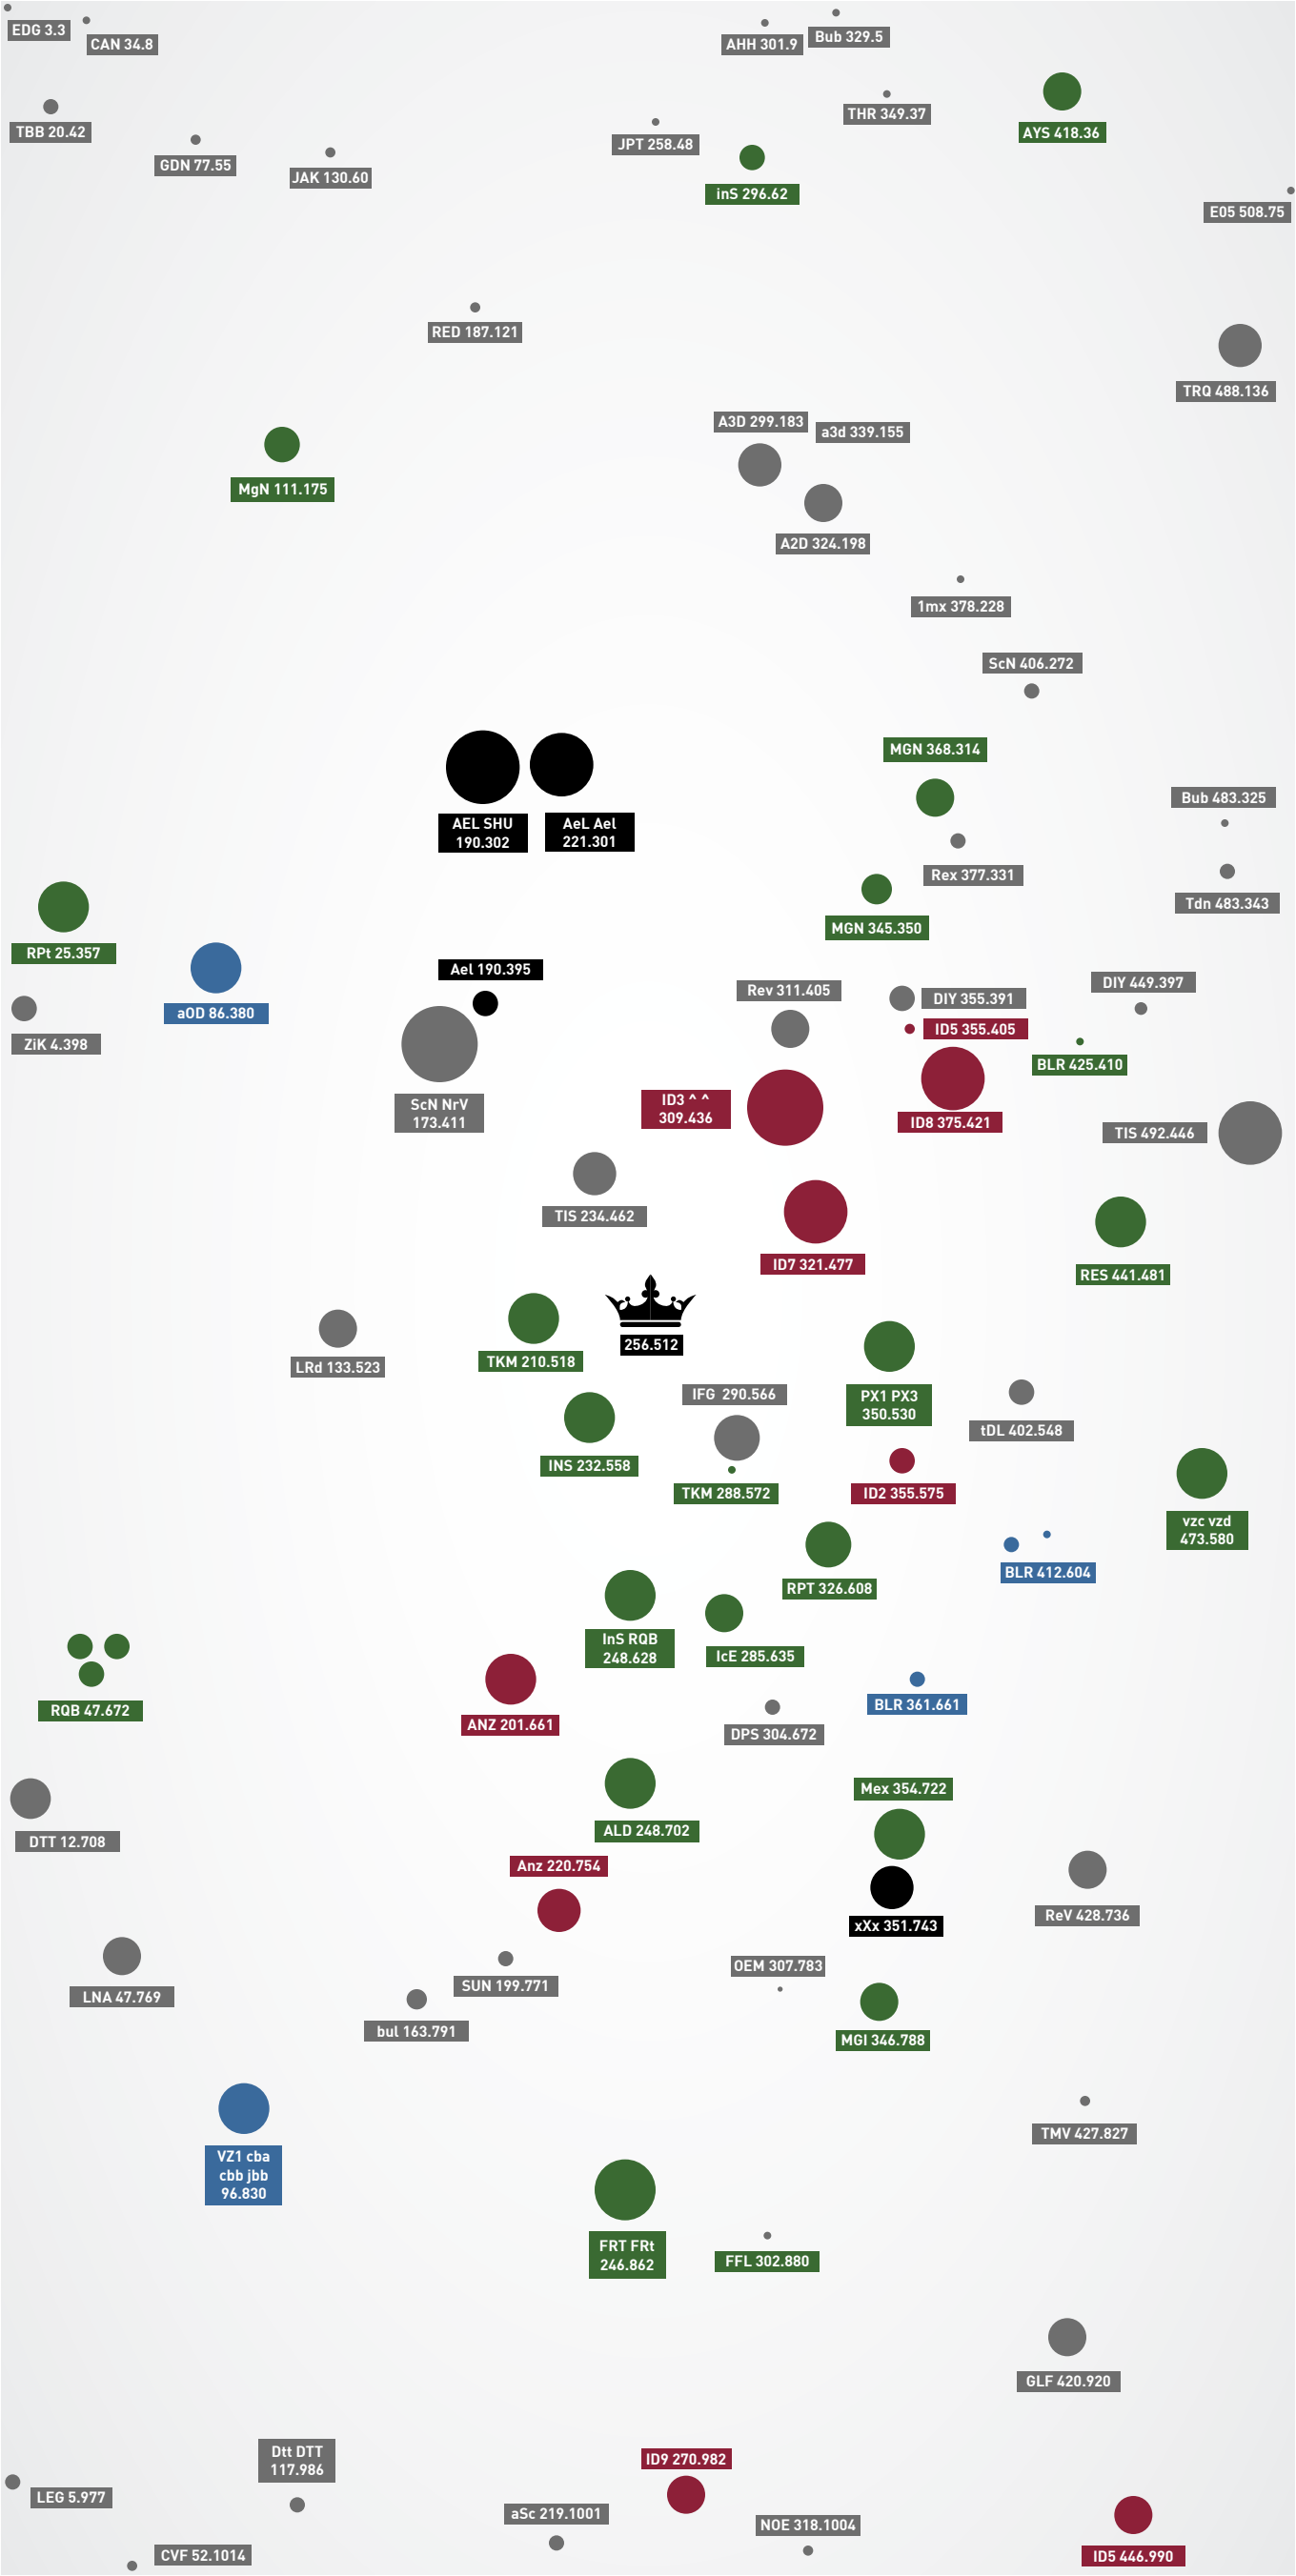 EDG 3.3
CAN 34.8
AHH 301.9
Bub 329.5
TBB 20.42
GDN 77.55
JAK 130.60
JPT 258.48
THR 349.37
AYS 418.36
inS 296.62
E05 508.75
RED 187.121
TRQ 488.136
A3D 299.183
a3d 339.155
MgN 111.175
A2D 324.198
1mx 378.228
ScN 406.272
MGN 368.314
Bub 483.325
AEL SHU
190.302
AeL Ael
221.301
Rex 377.331
Tdn 483.343
MGN 345.350
RPt 25.357
Ael 190.395
aOD 86.380
Rev 311.405
DIY 355.391
DIY 449.397
ZiK 4.398
ID5 355.405
BLR 425.410
ScN NrV
173.411
ID3 ^ ^
309.436
ID8 375.421
TIS 492.446
TIS 234.462
ID7 321.477
RES 441.481
256.512
LRd 133.523
TKM 210.518
IFG 290.566
PX1 PX3
350.530
tDL 402.548
INS 232.558
TKM 288.572
ID2 355.575
vzc vzd
473.580
RPT 326.608
BLR 412.604
InS RQB
248.628
IcE 285.635
RQB 47.672
ANZ 201.661
BLR 361.661
DPS 304.672
Mex 354.722
DTT 12.708
ALD 248.702
Anz 220.754
xXx 351.743
ReV 428.736
LNA 47.769
SUN 199.771
OEM 307.783
bul 163.791
MGI 346.788
TMV 427.827
VZ1 cba
cbb jbb
96.830
FRT FRt
246.862
FFL 302.880
GLF 420.920
Dtt DTT
117.986
ID9 270.982
LEG 5.977
aSc 219.1001
NOE 318.1004
CVF 52.1014
ID5 446.990